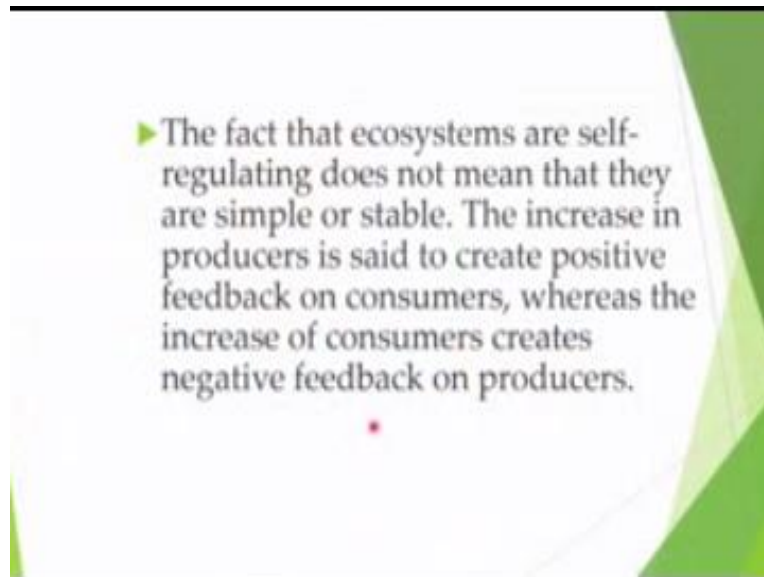 The fact that ecosystems are self-
regulating does not mean that they
are simple or stable. The increase in
producers is said to create positive
feedback on consumers, whereas the
increase of consumers creates
negative feedback on producers.